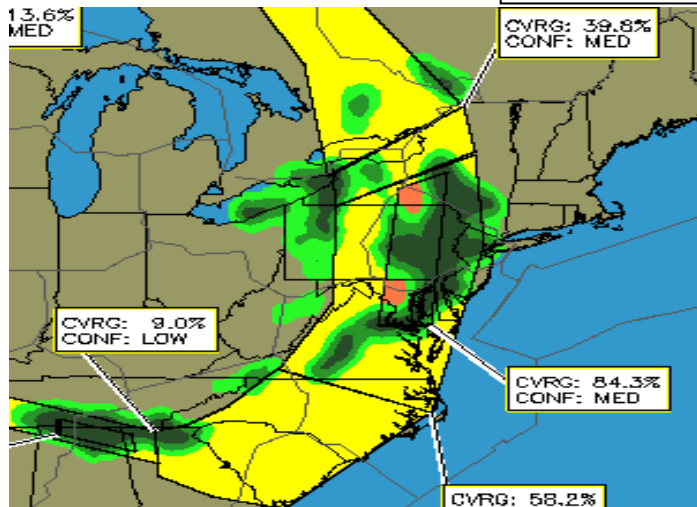 13.6%
MED
CVRG: 39.8%
CONF: MED
CVRG: 9.0%
CONF: LOW
CVRG: 84.3%
CONF: MED
CVRG: 58.2%